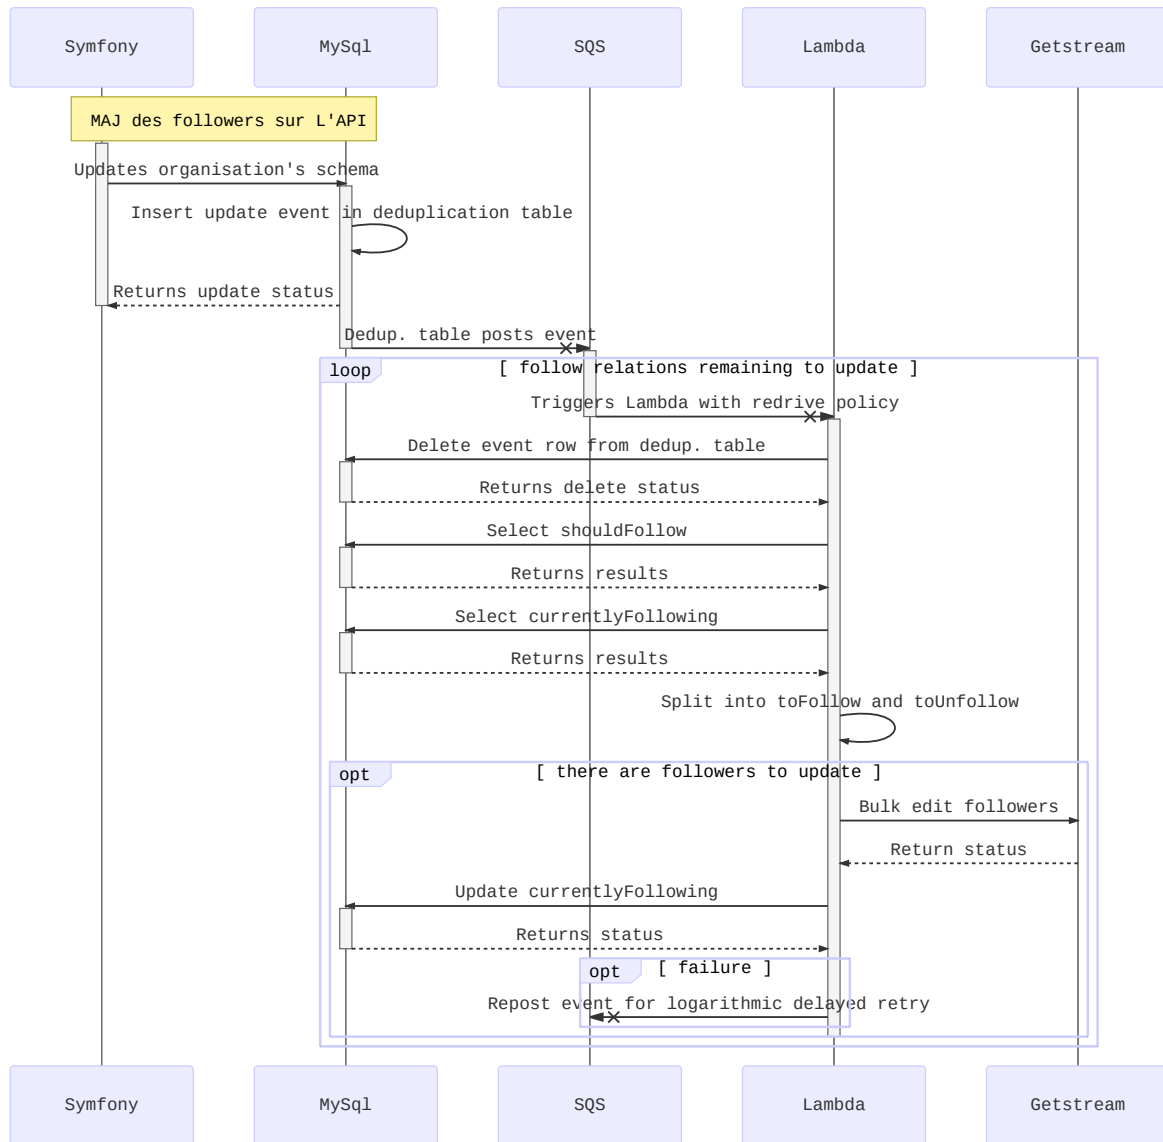 Symfony
MySql
SQS
Lambda
Getstream
MAJ des followers sur L'API
Updates organisation's schema
Insert update event in deduplication table
Returns update status
Dedup. table posts event
loop
[ follow relations remaining to update ]
Triggers Lambda with redrive policy
Delete event row from dedup. table
Returns delete status
Select shouldFollow
Returns results
Select currentlyFollowing
Returns results
Split into toFollow and toUnfollow
opt
[ there are followers to update ]
Bulk edit followers
Return status
Update currentlyFollowing
Returns status
opt
[ failure ]
Repost event for logarithmic delayed retry
Symfony
MySql
SQS
Lambda
Getstream